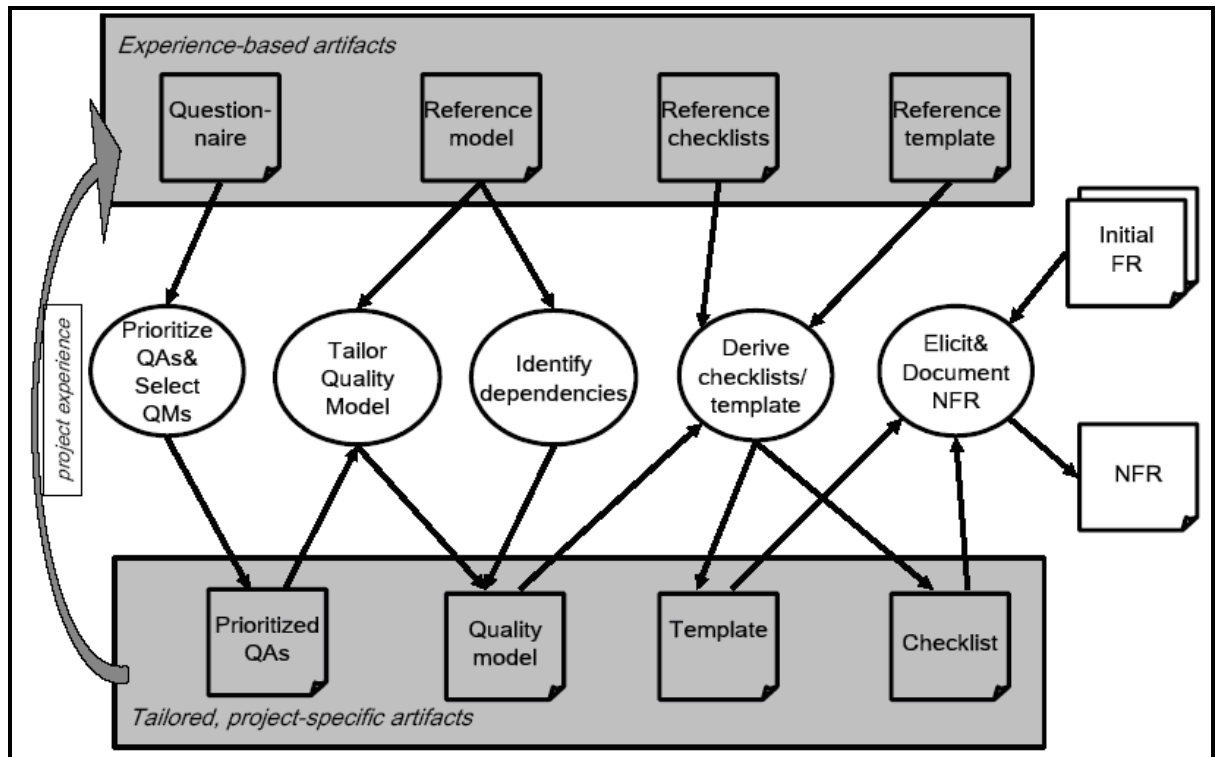 Experience-based artifacts
Question-
naire
Reference
model
Reference
checklists
Reference
template
Initial
FR
project experience
Prioritize
QAs&
Select
QMs
Tailor
Quality
Model
Identify
dependencies
Derive
checklists/
template
Elicit&
Document
NFR
NFR
Prioritized
QAs
Quality
model
Template
Checklist
Tailored, project-specific artifacts